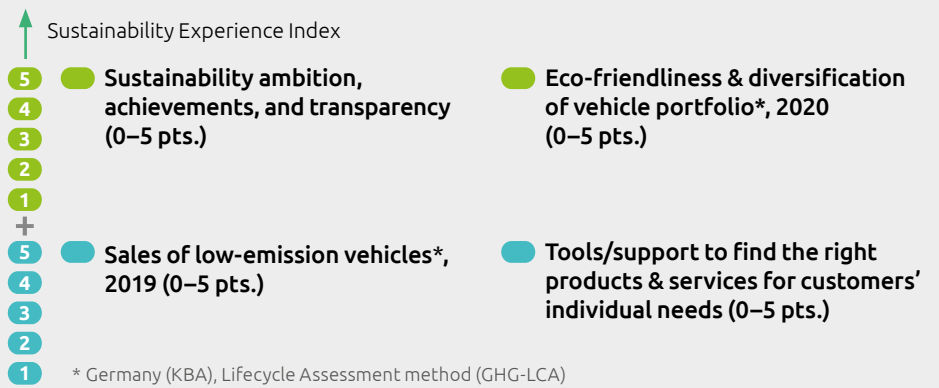 Sustainability Experience Index
5
4
3
2
1
+
5
4
3
2
1
Sustainability ambition,
achievements, and transparency
(0–5 pts.)
Eco-friendliness & diversification
of vehicle portfolio*, 2020
(0–5 pts.)
Sales of low-emission vehicles*,
2019 (0–5 pts.)
Tools/support to find the right
products & services for customers’
individual needs (0–5 pts.)
* Germany (KBA), Lifecycle Assessment method (GHG-LCA)